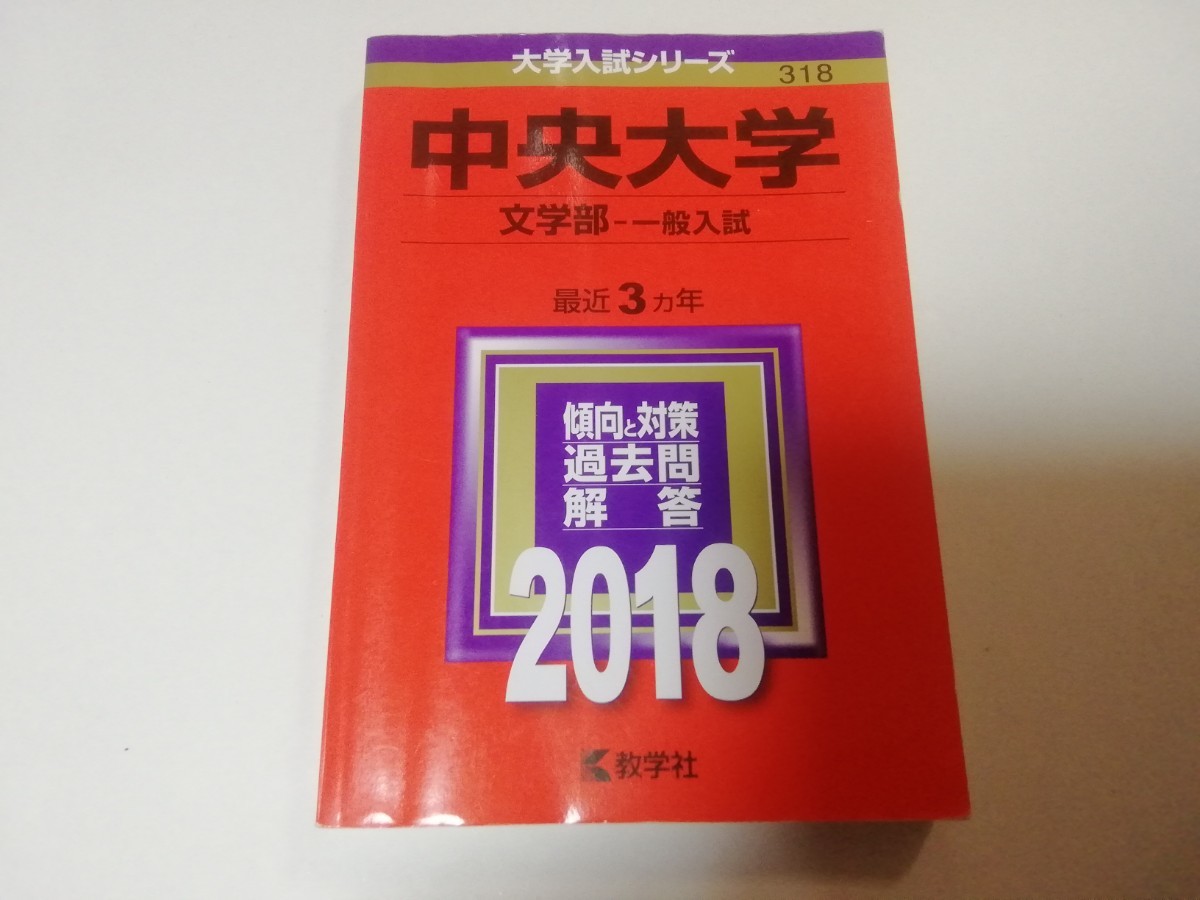 大学入試シリーズ
318
中央大学
文学部-一般入試
最近3カ年
傾向と対策
過去問
解答
2018
教学社